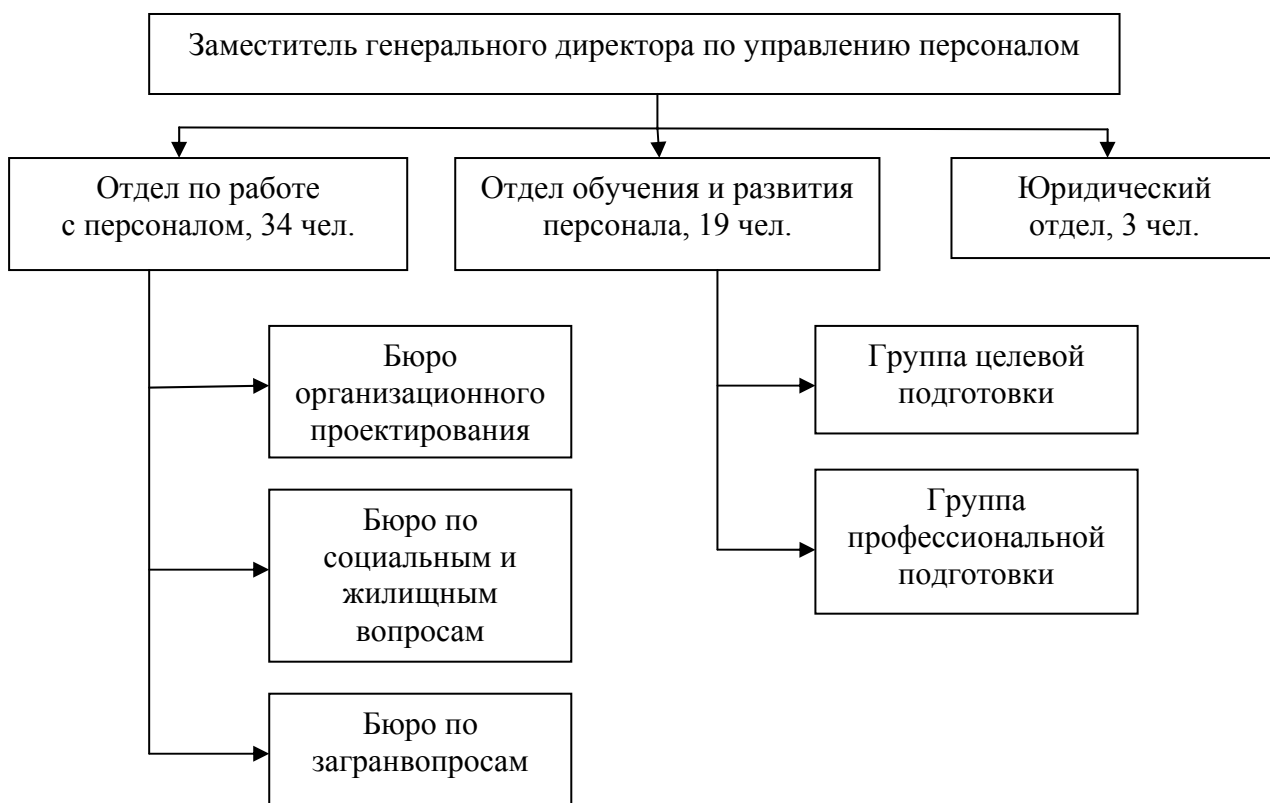 Заместитель генерального директора по управлению персоналом
Отдел по работе
с персоналом, 34 чел.
Отдел обучения и развития
персонала, 19 чел.
Юридический
отдел, 3 чел.
Бюро
организационного
проектирования
Бюро по
социальным и
жилищным
вопросам
Бюро по
загранвопросам
Группа целевой
подготовки
Группа
профессиональной
подготовки